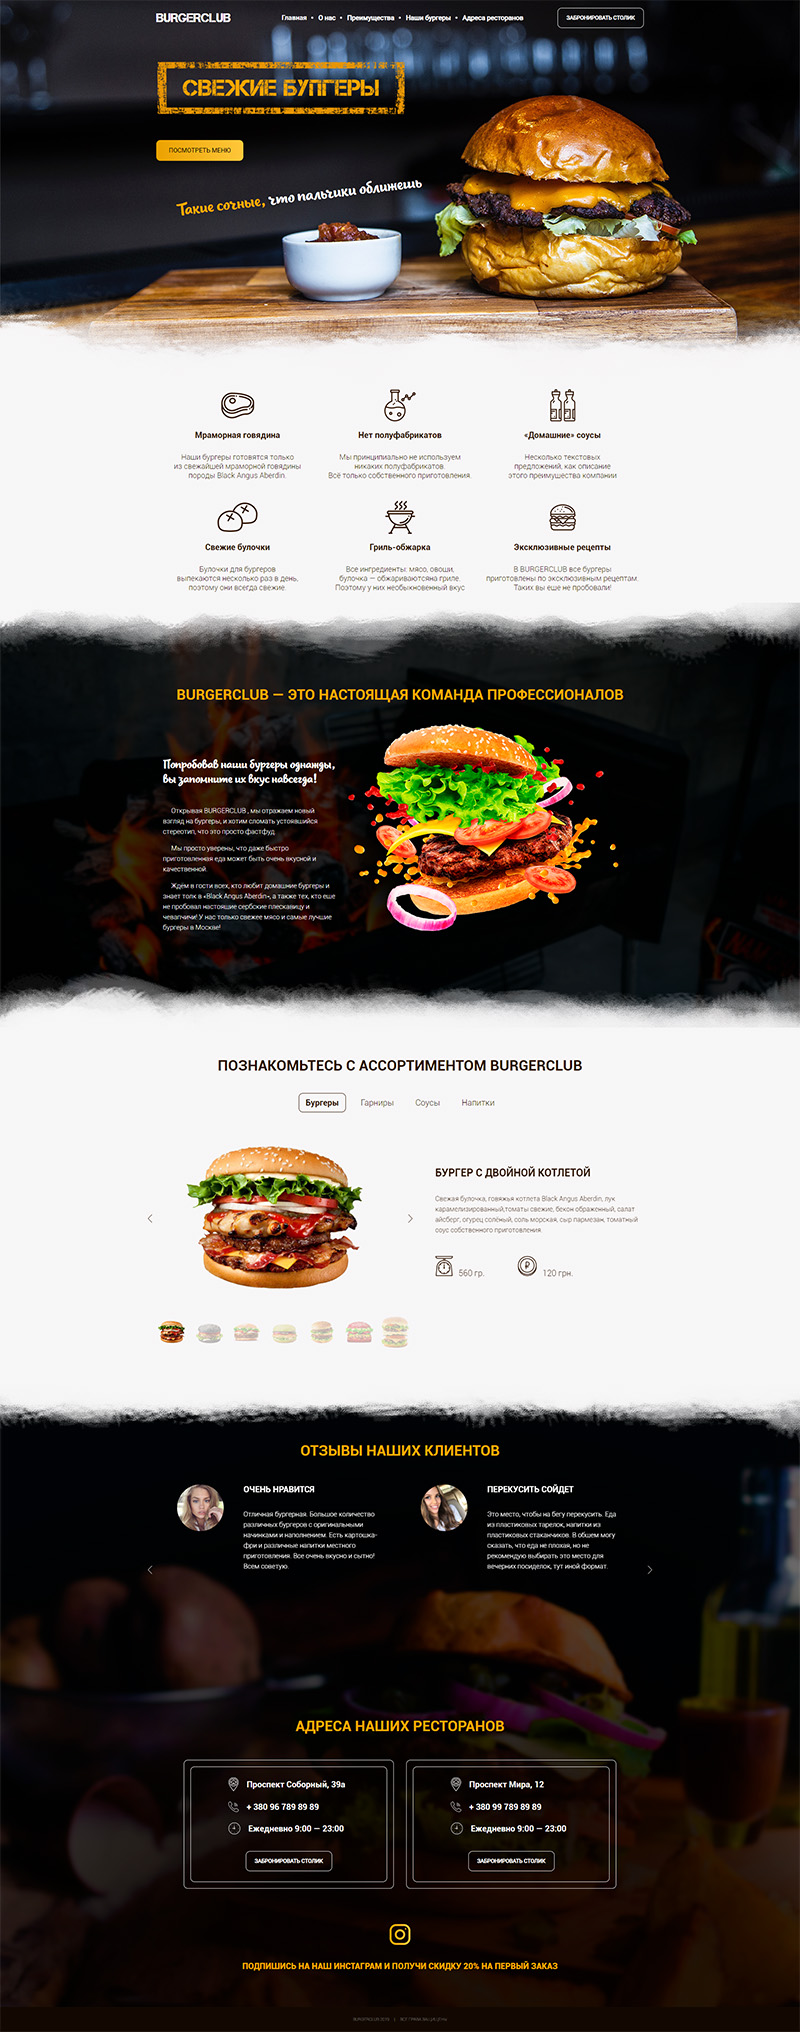 BURGERCLUB
Главная • О нас • Преимущества • Наши бургеры • Адреса ресторанов
ЗАБРОНИРОВАТЬ СТОЛИК
СВЕЖИЕ БУПГЕРЫ
ПОСМОТРЕТЬ МЕНЮ
Такие сочные, что пальчики оближешь
Мраморная говядина
Наши бургеры готовятся только
из свежайшей мраморной говядины
породы Black Angus Aberdin.
Нет полуфабрикатов
Мы принципиально не используем
никаких полуфабрикатов.
Всё только собственного приготовления.
«Домашние» соусы
Несколько текстовых
предложений, как описание
этого преимущества компании
Свежие булочки
Булочки для бургеров
выпекаются несколько раз в день,
поэтому они всегда свежие.
Гриль-обжарка
Все ингредиенты: мясо, овощи,
булочка — обжариваютсяна гриле.
Поэтому у них необыкновенный вкус
Эксклюзивные рецепты
В BURGERCLUB все бургеры
приготовлены по эксклюзивным рецептам.
Таких вы еще не пробовали!
BURGERCLUB — ЭТО НАСТОЯЩАЯ КОМАНДА ПРОФЕССИОНАЛОВ
Попробовав наши бургеры однажды,
вы запомните их вкус навсегда!
Открывая BURGERCLUB , мы отражаем новый
взгляд на бургеры, и хотим сломать устоявшийся
стереотип, что это просто фастфуд.
Мы просто уверены, что даже быстро
приготовленная еда может быть очень вкусной и
качественной.
Ждём в гости всех, кто любит домашние бургеры и
знает толк в «Black Angus Aberdin», а также тех, кто еще
не пробовал настоящие сербские плескавицу и
чевапчичи! У нас только свежее мясо и самые лучшие
бургеры в Москве!
ПОЗНАКОМЬТЕСЬ С АССОРТИМЕНТОМ BURGERCLUB
Бургеры Гарниры Соусы Напитки
БУРГЕР С ДВОЙНОЙ КОТЛЕТОЙ
Свежая булочка, говяжья котлета Black Angus Aberdin, лук
карамелизированный,томаты свежие, бекон ображенный, салат
айсберг, огурец солёный, соль морская, сыр пармезан, томатный
соус собственного приготовления
560 гр. 120 грн.
ОТЗЫВЫ НАШИХ КЛИЕНТОВ
ОЧЕНЬ НРАВИТСЯ
Отличная бургерная. Большое количество
различных бургеров с оригинальными
начинками и наполнением. Есть картошка-
фри и различные напитки местного
приготовления. Все очень вкусно и сытно!
Всем советую.
ПЕРЕКУСИТЬ СОЙДЕТ
Это место, чтобы на бегу перекусить. Еда
из пластиковых тарелок, напитки из
пластиковых стаканчиков. В общем могу
сказать, что еда не плохая, но не
рекомендую выбирать это место для
вечерних посиделок, тут иной формат.
АДРЕСА НАШИХ РЕСТОРАНОВ
Проспект Соборный, 39а
+ 380 96 789 89 89
Ежедневно 9:00 — 23:00
ЗАБРОНИРОВАТЬ СТОЛИК
Проспект Мира, 12
+ 380 99 789 89 89
Ежедневно 9:00 — 23:00
ЗАБРОНИРОВАТЬ СТОЛИК
ПОДПИШИСЬ НА НАШ ИНСТАГРАМ И ПОЛУЧИ СКИДКУ 20% НА ПЕРВЫЙ ЗАКАЗ